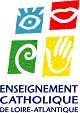 ENSEIGNEMENT
CATHOLIQUE
DE LOIRE-ATLANTIQUE